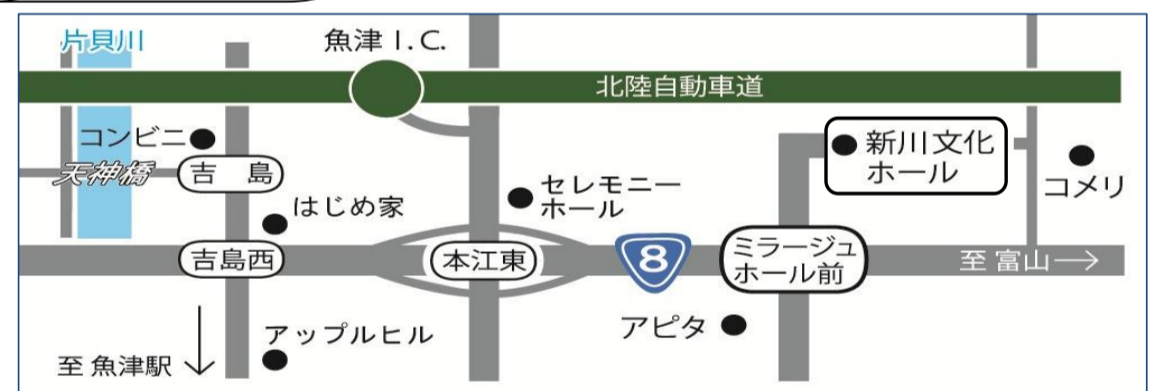 片貝川
魚津 I.C.
北陸自動車道
コンビニ
天神橋
吉　島
はじめ家
セレモニー
ホール
新川文化
ホール
コメリ
吉島西
本江東
8
ミラージュ
ホール前
至 富山→
アピタ
アップルヒル
至 魚津駅